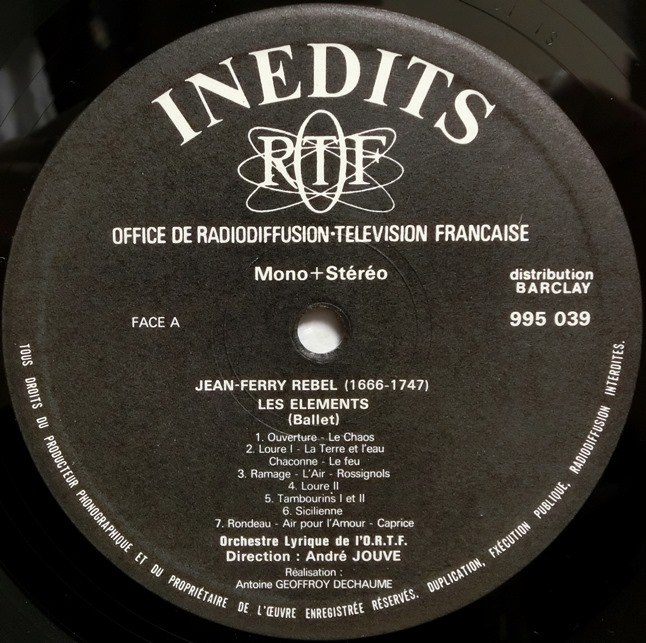 INEDITS
RTF
OFFICE DE RADIODIFFUSION-TELEVISION FRANCAISE
Mono+Stéréo
distribution
BARCLAY
FACE A
995 039
JEAN-FERRY REBEL (1666-1747)
LES ELEMENTS
(Ballet)
1. Ouverture - Le Chaos
2. Loure I - La Terre et l'eau
Chaconne - Le feu
3. Ramage - L'Air - Rossignols
4. Loure II
5. Tambourins I et II
6. Sicilienne
7. Rondeau - Air pour l'Amour - Caprice
Orchestre Lyrique de l'O.R.T.F.
Direction : André JOUVE
Réalisation :
Antoine GEOFFROY DECHAUME
TOUS DROITS DU PRODUCTEUR PHONOGRAPHIQUE ET DU PROPRIÉTAIRE DE L'ŒUVRE ENREGISTRÉE RÉSERVÉS. DUPLICATION, EXÉCUTION PUBLIQUE, RADIODIFFUSION INTERDITES.